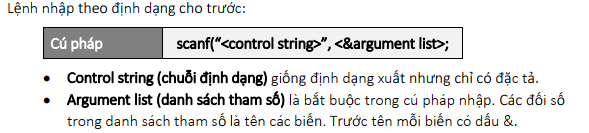 Lệnh nhập theo định dạng cho trước:
Cú pháp scanf(“<control string>”, <&argument list>;
• Control string (chuỗi định dạng) giống định dạng xuất nhưng chỉ có đặc tả.
• Argument list (danh sách tham số) là bắt buộc trong cú pháp nhập. Các đối số
trong danh sách tham số là tên các biến. Trước tên mỗi biến có dấu &.